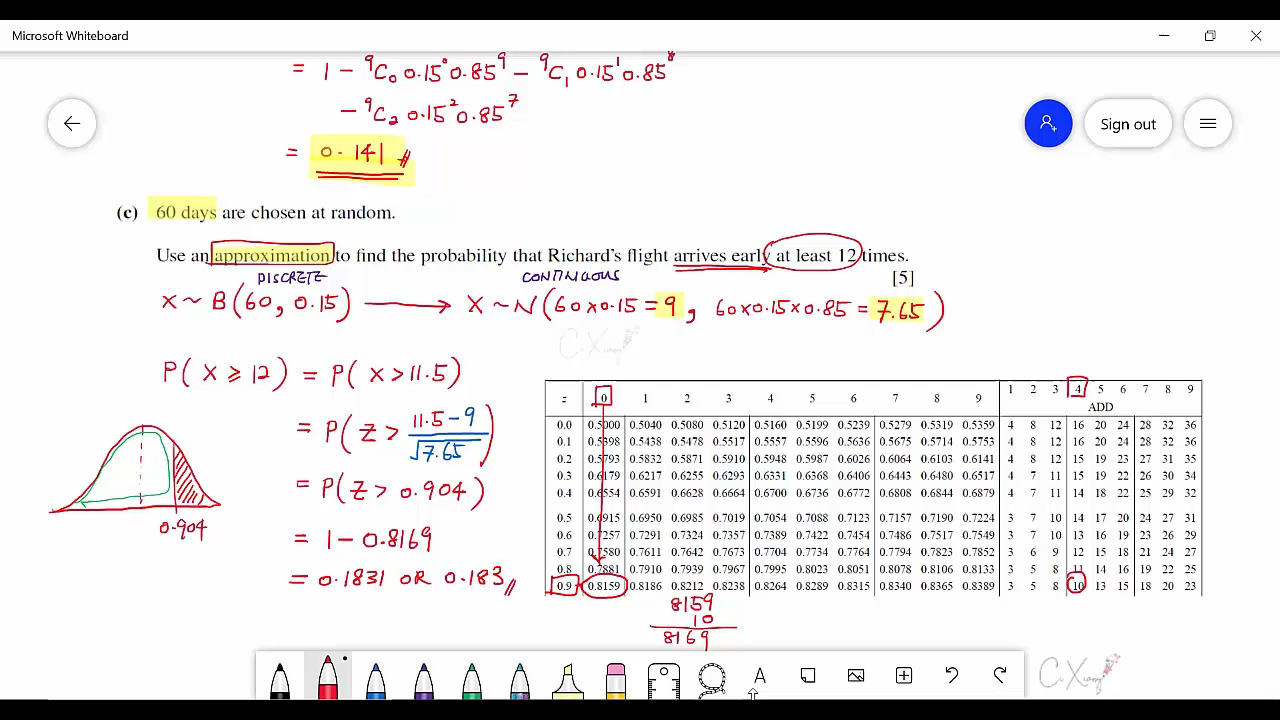 Microsoft Whiteboard
= 1 - ⁹C₀ 0.15⁰ 0.85⁹ - ⁹C₁ 0.15¹ 0.85⁸
- ⁹C₂ 0.15² 0.85⁷
= 0.141
Sign out
(c) 60 days are chosen at random.
Use an approximation to find the probability that Richard's flight arrives early at least 12 times.
[5]
DISCRETE CONTINUOUS
X ~ B(60, 0.15) → X ~ N(60×0.15 = 9, 60×0.15×0.85 = 7.65)
P(X ⩾ 12) = P(X > 11.5)
= P(Z > (11.5 - 9)/√7.65)
= P(Z > 0.904)
= 1 - 0.8169
= 0.1831 OR 0.183
0.904
z 0 1 2 3 4 5 6 7 8 9 1 2 3 4 5 6 7 8 9
ADD
0.0 0.5000 0.5040 0.5080 0.5120 0.5160 0.5199 0.5239 0.5279 0.5319 0.5359 4 8 12 16 20 24 28 32 36
0.1 0.5398 0.5438 0.5478 0.5517 0.5557 0.5596 0.5636 0.5675 0.5714 0.5753 4 8 12 16 20 24 28 32 36
0.2 0.5793 0.5832 0.5871 0.5910 0.5948 0.5987 0.6026 0.6064 0.6103 0.6141 4 8 12 15 19 23 27 31 35
0.3 0.6179 0.6217 0.6255 0.6293 0.6331 0.6368 0.6406 0.6443 0.6480 0.6517 4 7 11 15 19 22 26 30 34
0.4 0.6554 0.6591 0.6628 0.6664 0.6700 0.6736 0.6772 0.6808 0.6844 0.6879 4 7 11 14 18 22 25 29 32
0.5 0.6915 0.6950 0.6985 0.7019 0.7054 0.7088 0.7123 0.7157 0.7190 0.7224 3 7 10 14 17 20 24 27 31
0.6 0.7257 0.7291 0.7324 0.7357 0.7389 0.7422 0.7454 0.7486 0.7517 0.7549 3 7 10 13 16 19 23 26 29
0.7 0.7580 0.7611 0.7642 0.7673 0.7704 0.7734 0.7764 0.7794 0.7823 0.7852 3 6 9 12 15 18 21 24 27
0.8 0.7881 0.7910 0.7939 0.7967 0.7995 0.8023 0.8051 0.8078 0.8106 0.8133 3 5 8 11 14 16 19 22 25
0.9 0.8159 0.8186 0.8212 0.8238 0.8264 0.8289 0.8315 0.8340 0.8365 0.8389 3 5 8 10 13 15 18 20 23
8159
10
8169